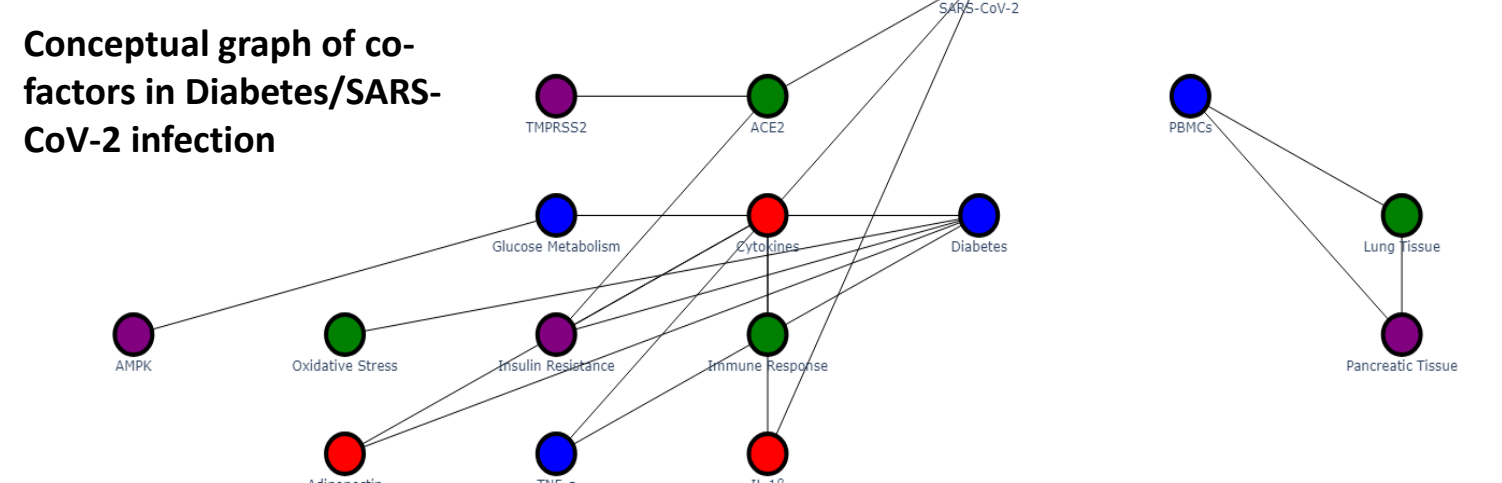 Conceptual graph of co-
factors in Diabetes/SARS-
CoV-2 infection
SARS-CoV-2
TMPRSS2
ACE2
PBMCs
Glucose Metabolism
Cytokines
Diabetes
Lung Tissue
AMPK
Oxidative Stress
Insulin Resistance
Immune Response
Pancreatic Tissue